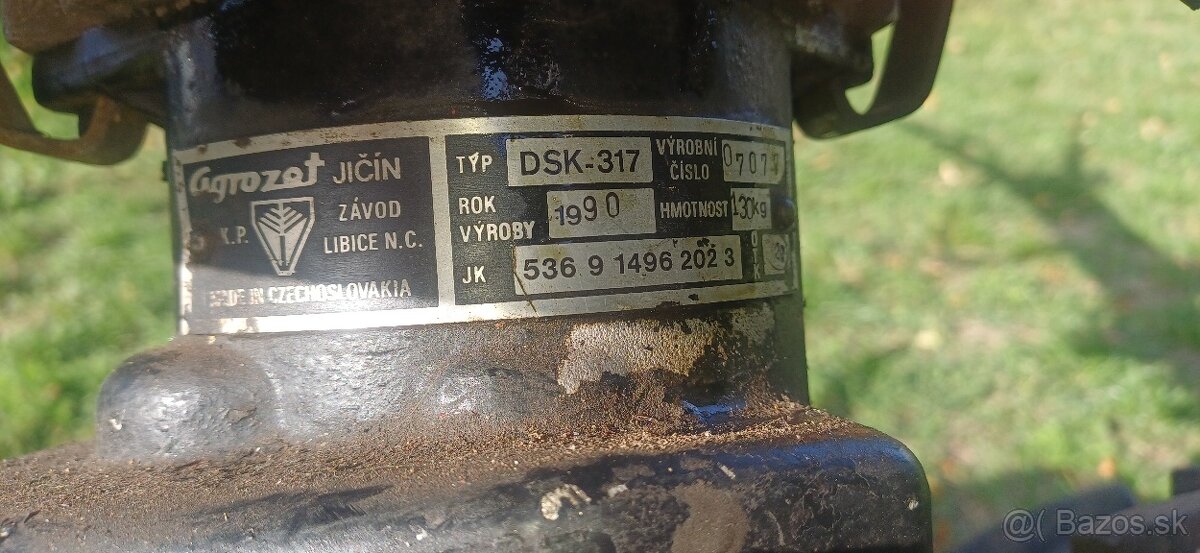 agrozet JIČÍN
K.P. ZÁVOD
LIBICE N.C.
MADE IN CZECHOSLOVAKIA
TYP DSK-317 VÝROBNÍ ČÍSLO
ROK VÝROBY 1990 HMOTNOST 130kg
JK 536 9 1496 202 3
@( Bazos.sk